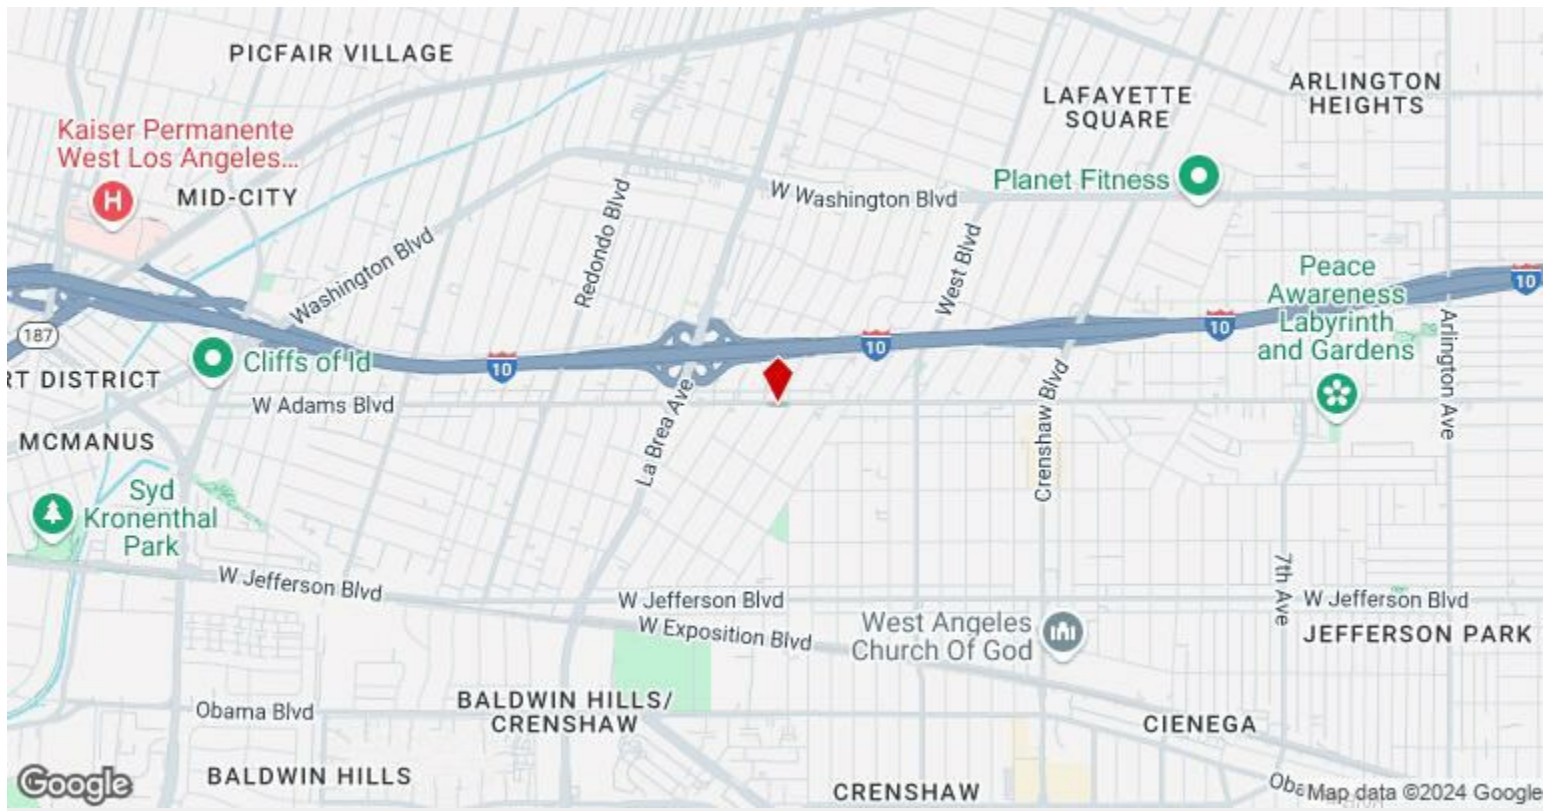 PICFAIR VILLAGE
LAFAYETTE
SQUARE
ARLINGTON
HEIGHTS
Kaiser Permanente
West Los Angeles...
H
MID-CITY
Planet Fitness
W Washington Blvd
Redondo Blvd
Washington Blvd
West Blvd
Peace
Awareness
Labyrinth
and Gardens
10
10
10
10
187
Cliffs of Id
RT DISTRICT
W Adams Blvd
La Brea Ave
Crenshaw Blvd
Arlington Ave
MCMANUS
Syd
Kronenthal
Park
W Jefferson Blvd
W Jefferson Blvd
7th Ave
W Jefferson Blvd
W Exposition Blvd
West Angeles
Church Of God
JEFFERSON PARK
BALDWIN HILLS/
CRENSHAW
Obama Blvd
CIENEGA
BALDWIN HILLS
CRENSHAW
Google
Oba
Map data ©2024 Google